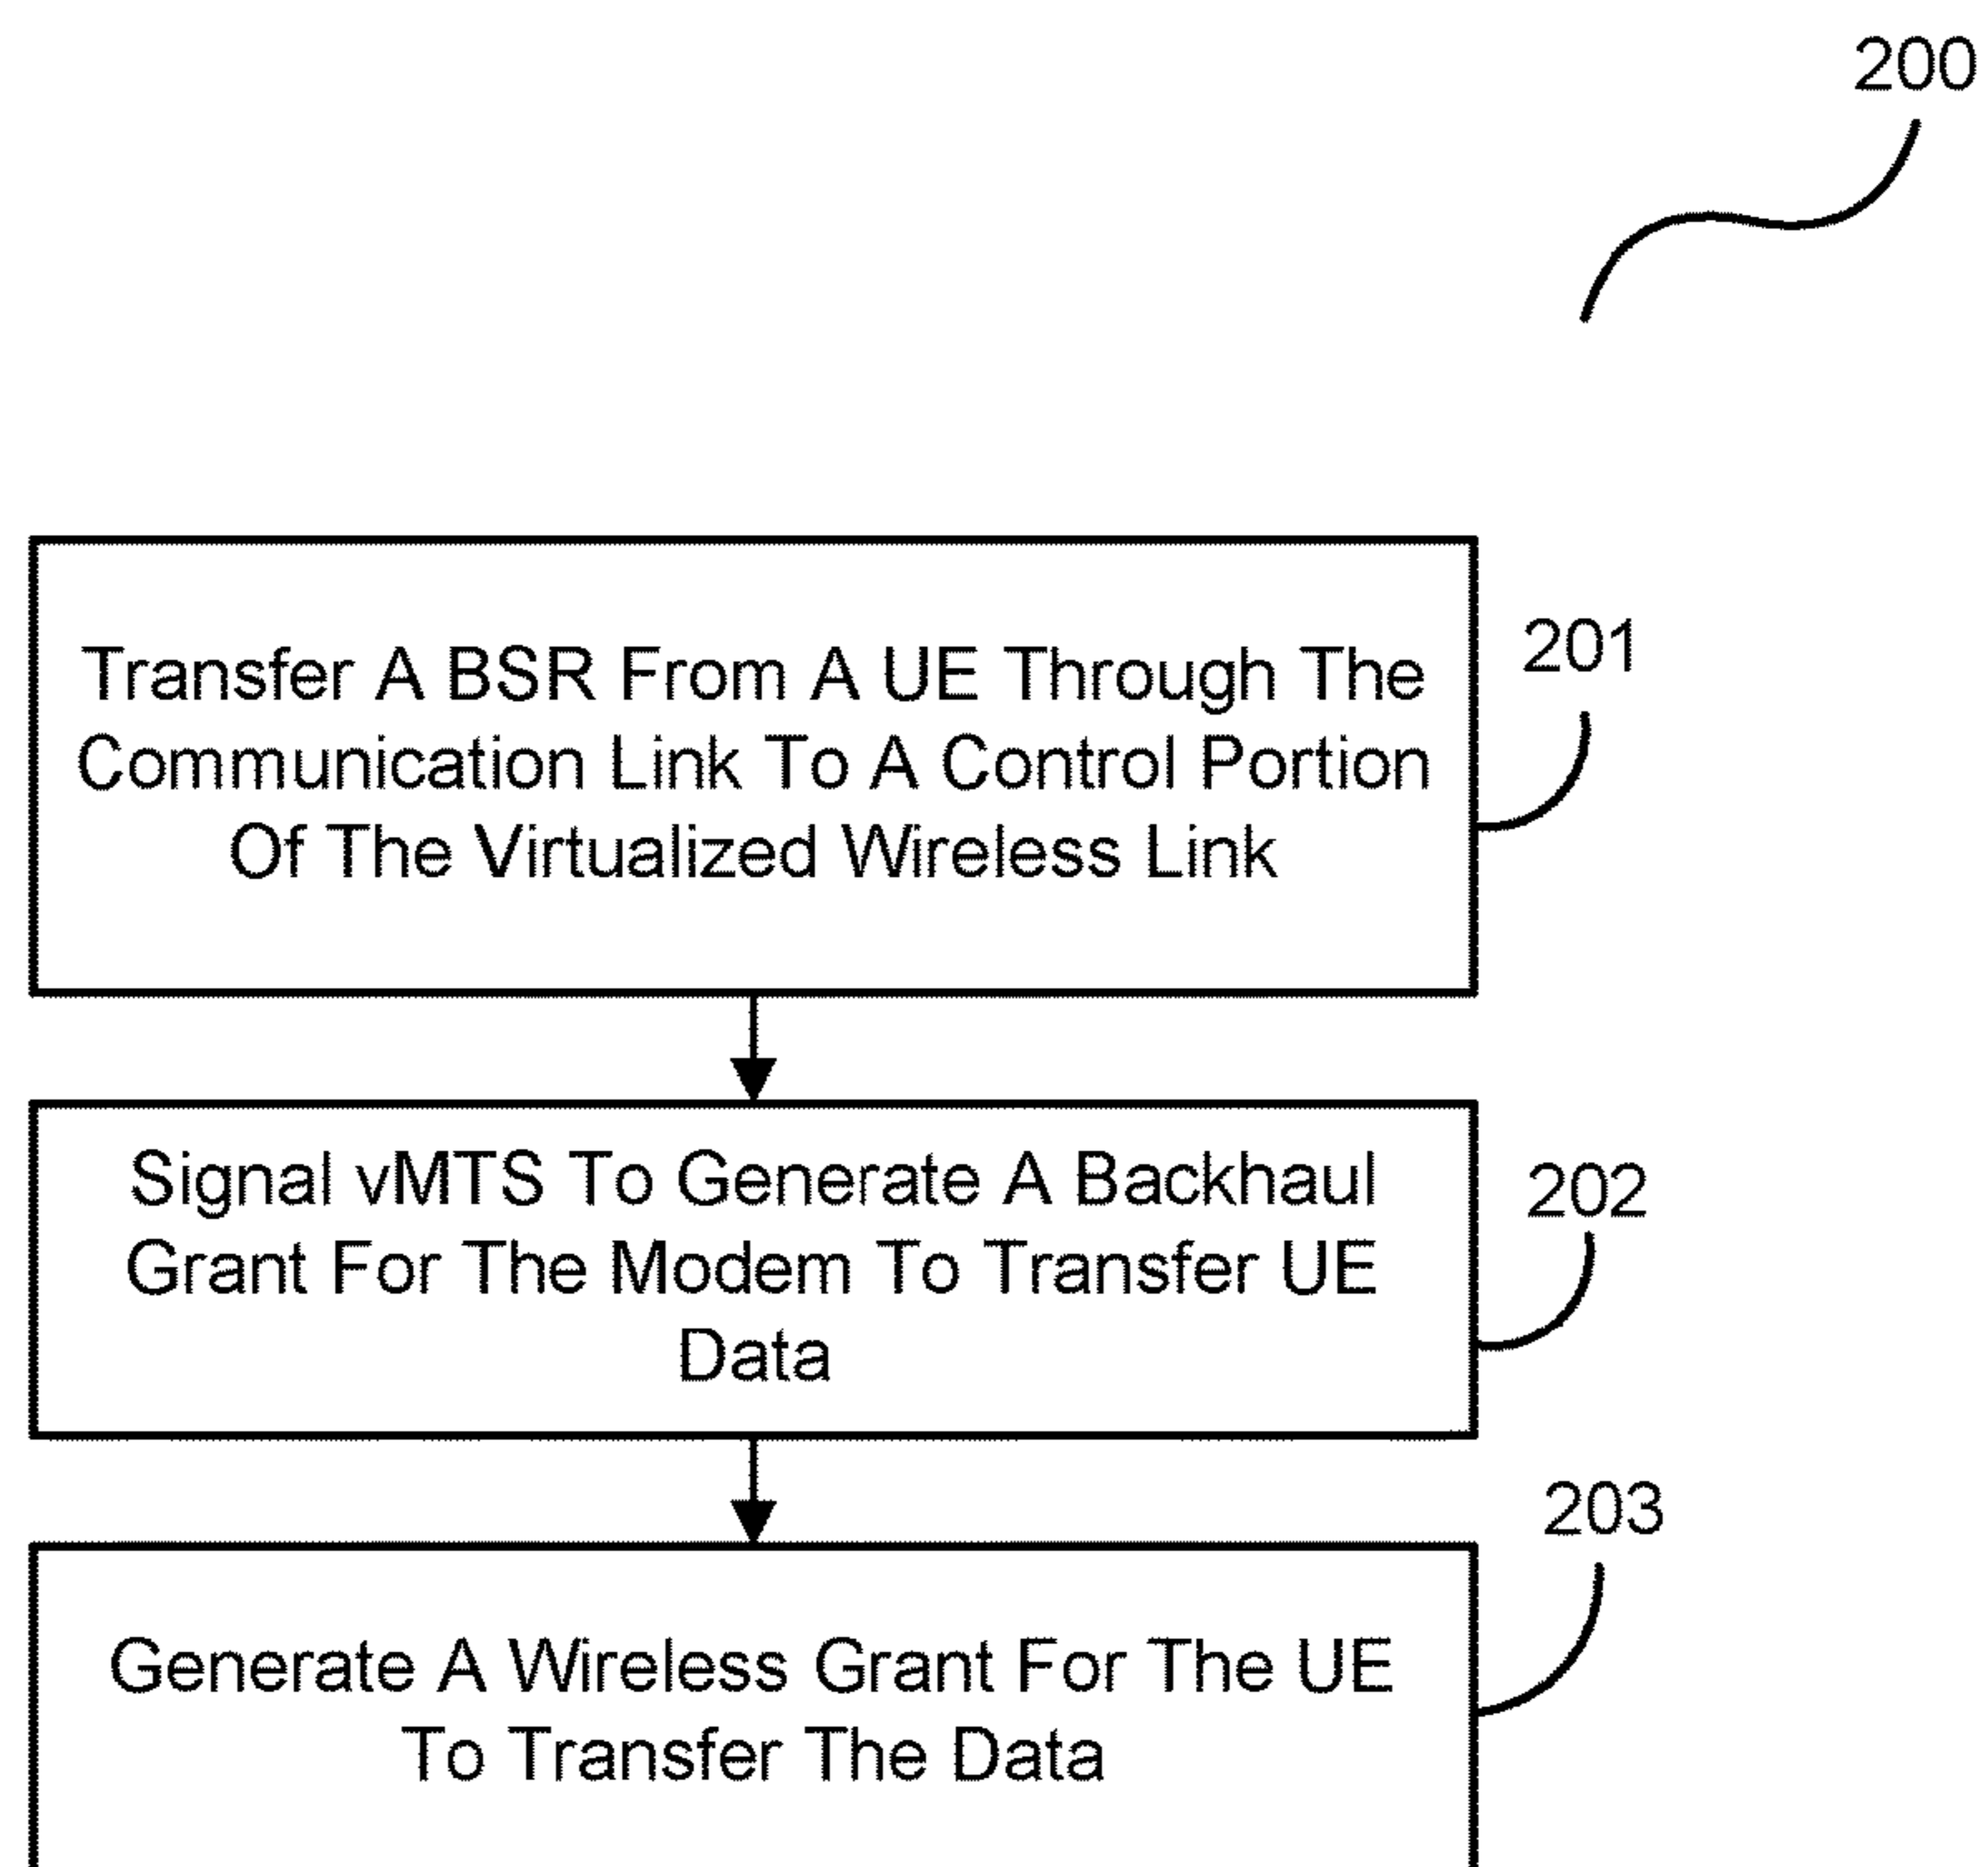 200
Transfer A BSR From A UE Through The
Communication Link To A Control Portion
Of The Virtualized Wireless Link
201
Signal vMTS To Generate A Backhaul
Grant For The Modem To Transfer UE
Data
202
203
Generate A Wireless Grant For The UE
To Transfer The Data